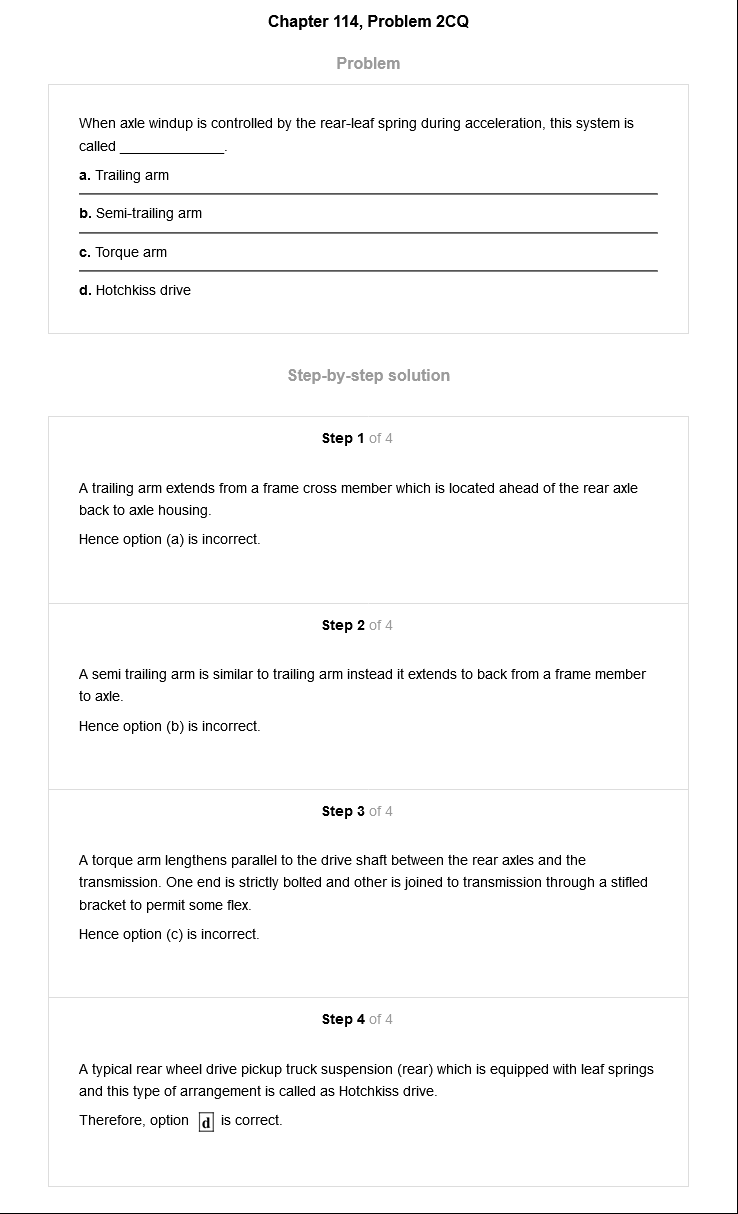 Chapter 114, Problem 2CQ
Problem
When axle windup is controlled by the rear-leaf spring during acceleration, this system is
called _____________.
a. Trailing arm
b. Semi-trailing arm
c. Torque arm
d. Hotchkiss drive
Step-by-step solution
Step 1 of 4
A trailing arm extends from a frame cross member which is located ahead of the rear axle
back to axle housing.
Hence option (a) is incorrect.
Step 2 of 4
A semi trailing arm is similar to trailing arm instead it extends to back from a frame member
to axle.
Hence option (b) is incorrect.
Step 3 of 4
A torque arm lengthens parallel to the drive shaft between the rear axles and the
transmission. One end is strictly bolted and other is joined to transmission through a stifled
bracket to permit some flex.
Hence option (c) is incorrect.
Step 4 of 4
A typical rear wheel drive pickup truck suspension (rear) which is equipped with leaf springs
and this type of arrangement is called as Hotchkiss drive.
Therefore, option d is correct.